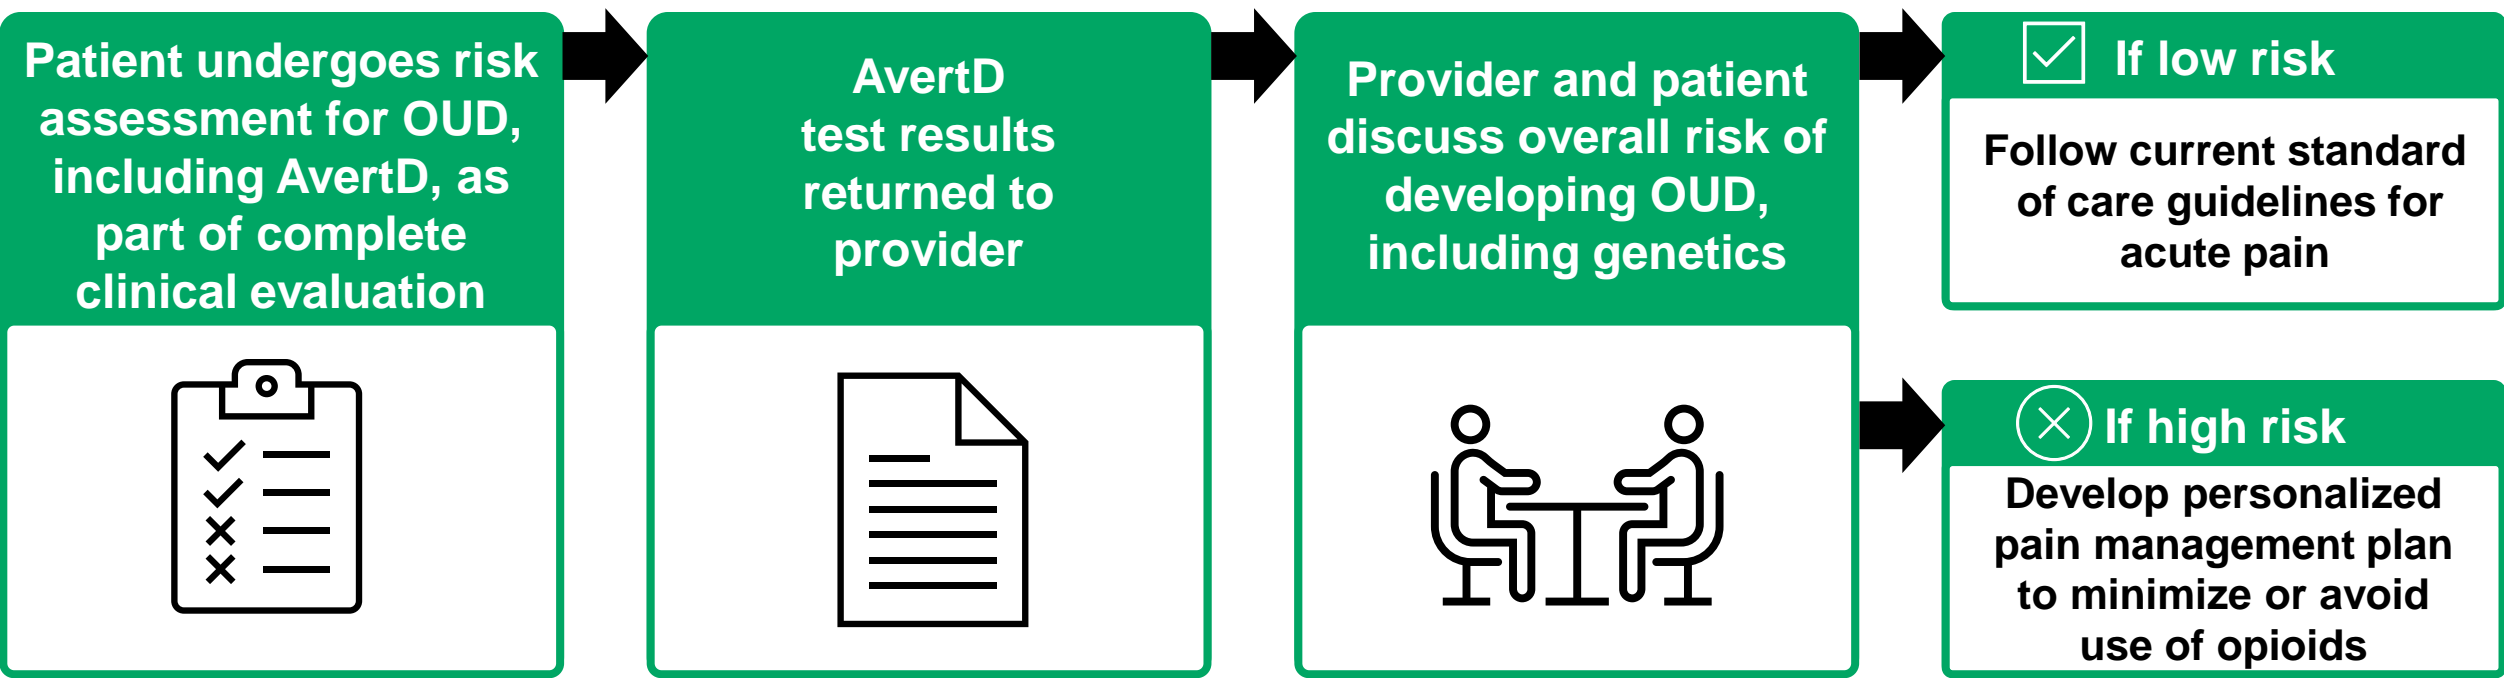 Patient undergoes risk
assessment for OUD,
including AvertD, as
part of complete
clinical evaluation
AvertD
test results
returned to
provider
Provider and patient
discuss overall risk of
developing OUD,
including genetics
If low risk
Follow current standard
of care guidelines for
acute pain
If high risk
Develop personalized
pain management plan
to minimize or avoid
use of opioids